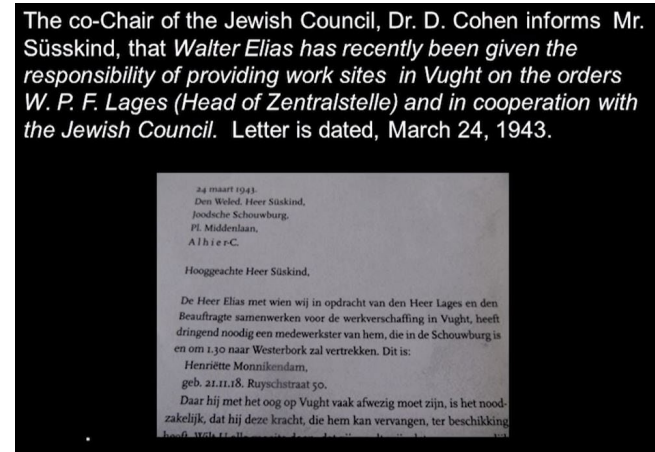 The co-Chair of the Jewish Council, Dr. D. Cohen informs Mr.
Süsskind, that Walter Elias has recently been given the
responsibility of providing work sites in Vught on the orders
W. P. F. Lages (Head of Zentralstelle) and in cooperation with
the Jewish Council. Letter is dated, March 24, 1943.
24 maart 1943.
Den Weled. Heer Süskind,
Joodsche Schouwburg,
Pl. Middenlaan,
Alhier-C.
Hooggeachte Heer Süskind,
De Heer Elias met wien wij in opdracht van den Heer Lages en den
Beauftragte samenwerken voor de werkverschaffing in Vught, heeft
dringend noodig een medewerkster van hem, die in de Schouwburg is
en om 1.30 naar Westerbork zal vertrekken. Dit is:
Henriëtte Monnikendam,
geb. 21.11.18. Ruyschstraat 50.
Daar hij met het oog op Vught vaak afwezig moet zijn, is het nood-
zakelijk, dat hij deze kracht, die hem kan vervangen, ter beschikking